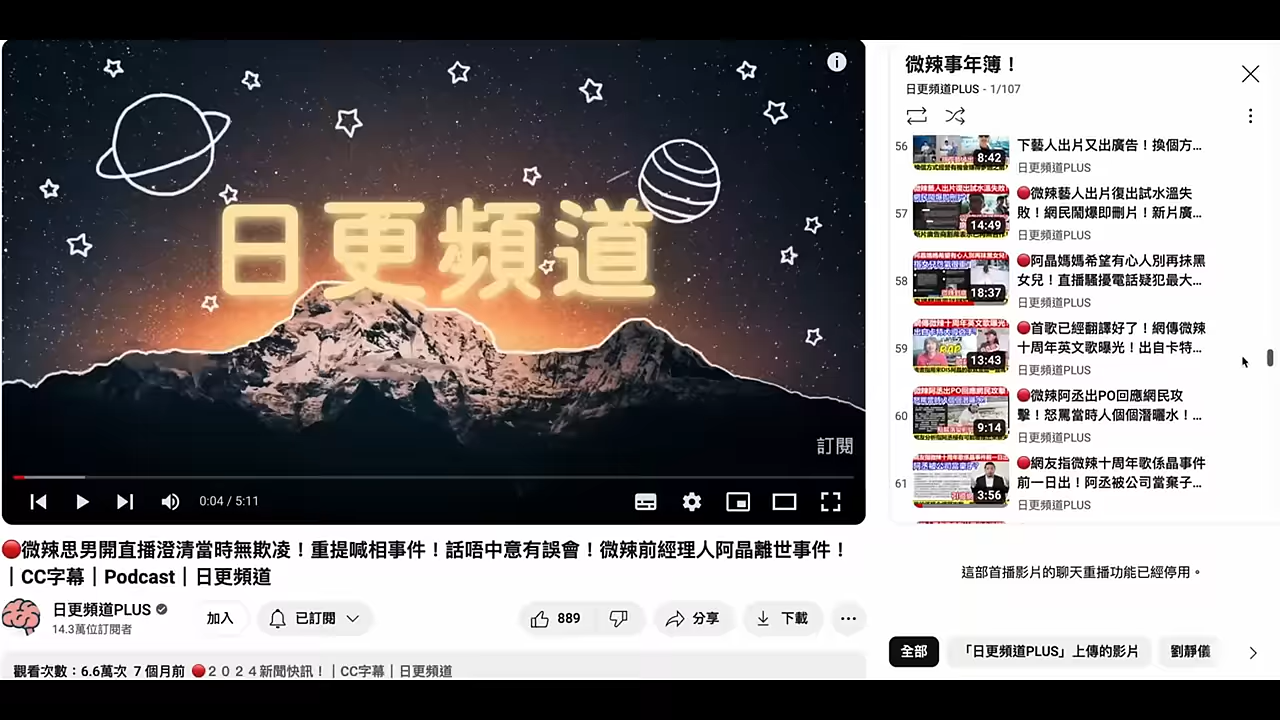 日更頻道
訂閱
0:04 / 5:11
🔴微辣思男開直播澄清當時無欺凌！重提喊相事件！話唔中意有誤會！微辣前經理人阿晶離世事件！
｜CC字幕｜Podcast｜日更頻道
日更頻道PLUS
14.3萬位訂閱者
加入
已訂閱
889
分享
下載
觀看次數：6.6萬次 7 個月前 🔴２０２４新聞快訊！｜CC字幕｜日更頻道
微辣事年簿！
日更頻道PLUS - 1/107
56
8:42
下藝人出片又出廣告！換個方...
日更頻道PLUS
57
14:49
🔴微辣藝人出片復出試水溫失
敗！網民鬧爆即刪片！新片廣...
日更頻道PLUS
58
18:37
🔴阿晶媽媽希望有心人別再抹黑
女兒！直播騷擾電話疑犯最大...
日更頻道PLUS
59
13:43
🔴首歌已經翻譯好了！網傳微辣
十周年英文歌曝光！出自卡特...
日更頻道PLUS
60
9:14
🔴微辣阿丞出PO回應網民攻
擊！怒罵當時人個個潛曬水！...
日更頻道PLUS
61
3:56
🔴網友指微辣十周年歌係晶事件
前一日出！阿丞被公司當棄子...
日更頻道PLUS
這部首播影片的聊天重播功能已經停用。
全部
「日更頻道PLUS」上傳的影片
劉靜儀